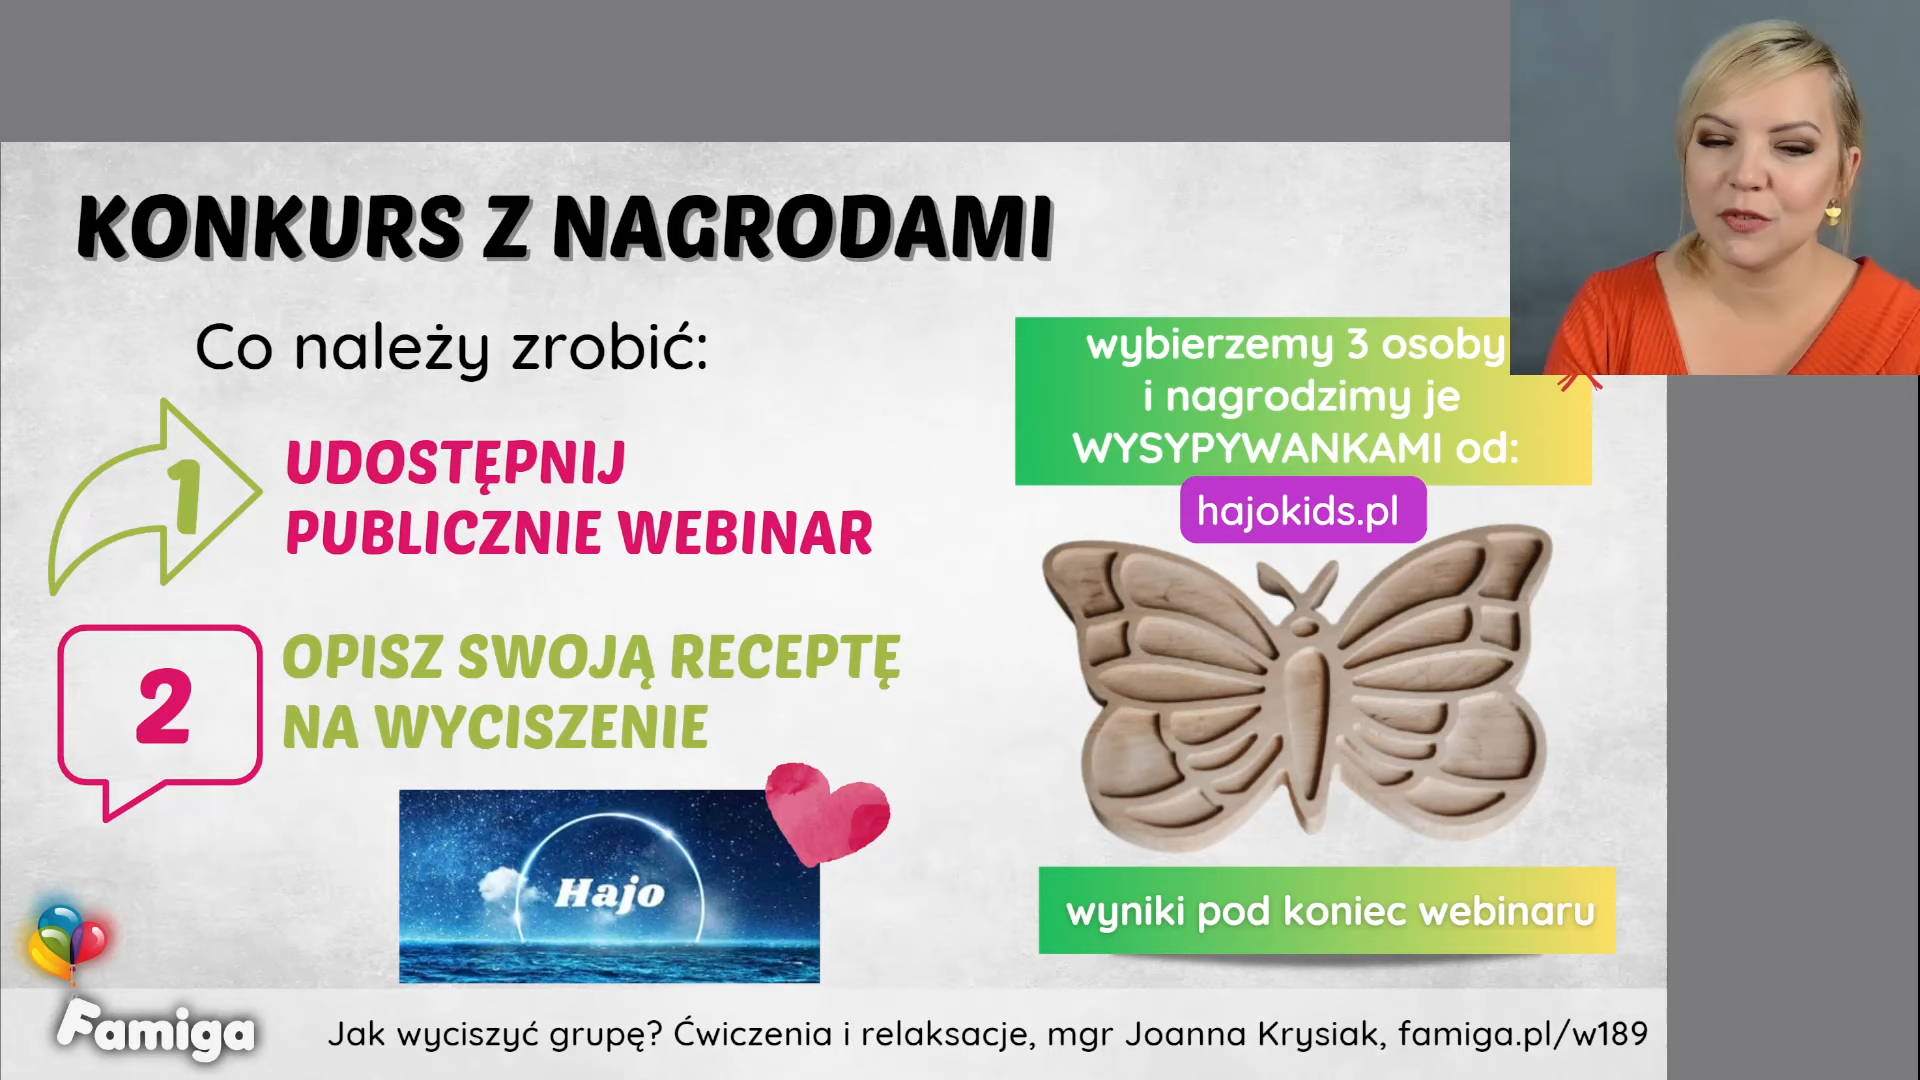 KONKURS Z NAGRODAMI
Co należy zrobić:
1
UDOSTĘPNIJ
PUBLICZNIE WEBINAR
2
OPISZ SWOJĄ RECEPTĘ
NA WYCISZENIE
Hajo
wybierzemy 3 osoby
i nagrodzimy je
WYSYPYWANKAMI od:
hajokids.pl
wyniki pod koniec webinaru
Famiga
Jak wyciszyć grupę? Ćwiczenia i relaksacje, mgr Joanna Krysiak, famiga.pl/w189